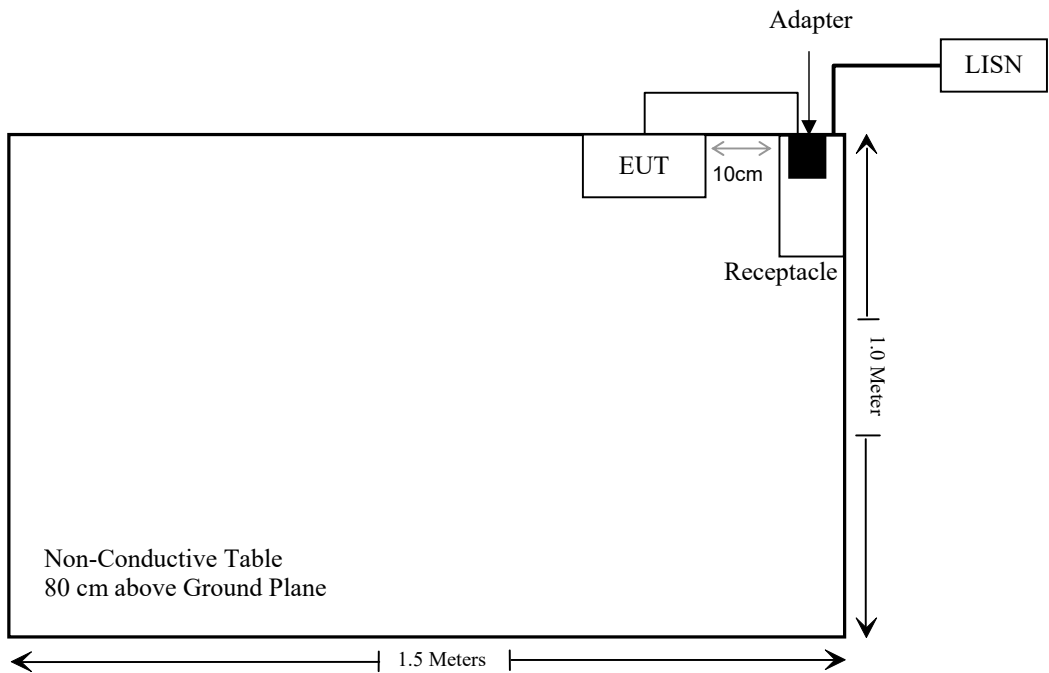 Adapter
LISN
EUT
10cm
Receptacle
1.0 Meter
Non-Conductive Table
80 cm above Ground Plane
1.5 Meters